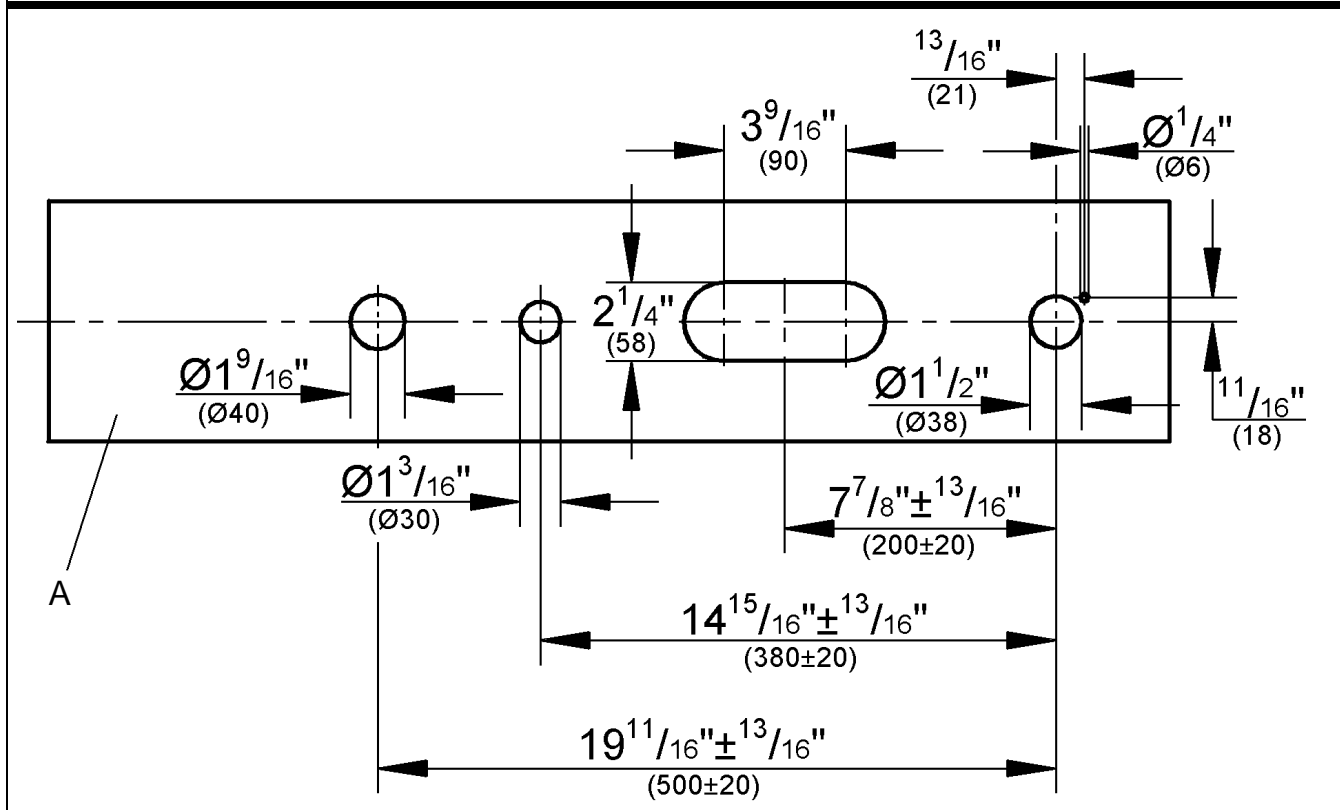 13/16"
(21)
3 9/16"
(90)
Ø1/4"
(Ø6)
2 1/4"
(58)
Ø1 9/16"
(Ø40)
Ø1 1/2"
(Ø38)
11/16"
(18)
Ø1 3/16"
(Ø30)
7 7/8"±13/16"
(200±20)
A
14 15/16"±13/16"
(380±20)
19 11/16"±13/16"
(500±20)